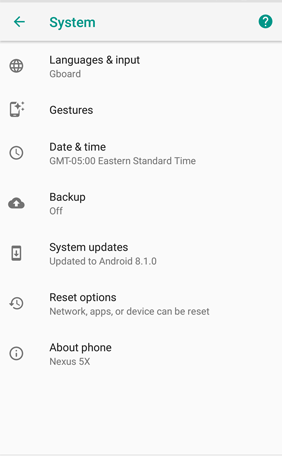 System
?
Languages & input
Gboard
Gestures
Date & time
GMT-05:00 Eastern Standard Time
Backup
Off
System updates
Updated to Android 8.1.0
Reset options
Network, apps, or device can be reset
About phone
Nexus 5X